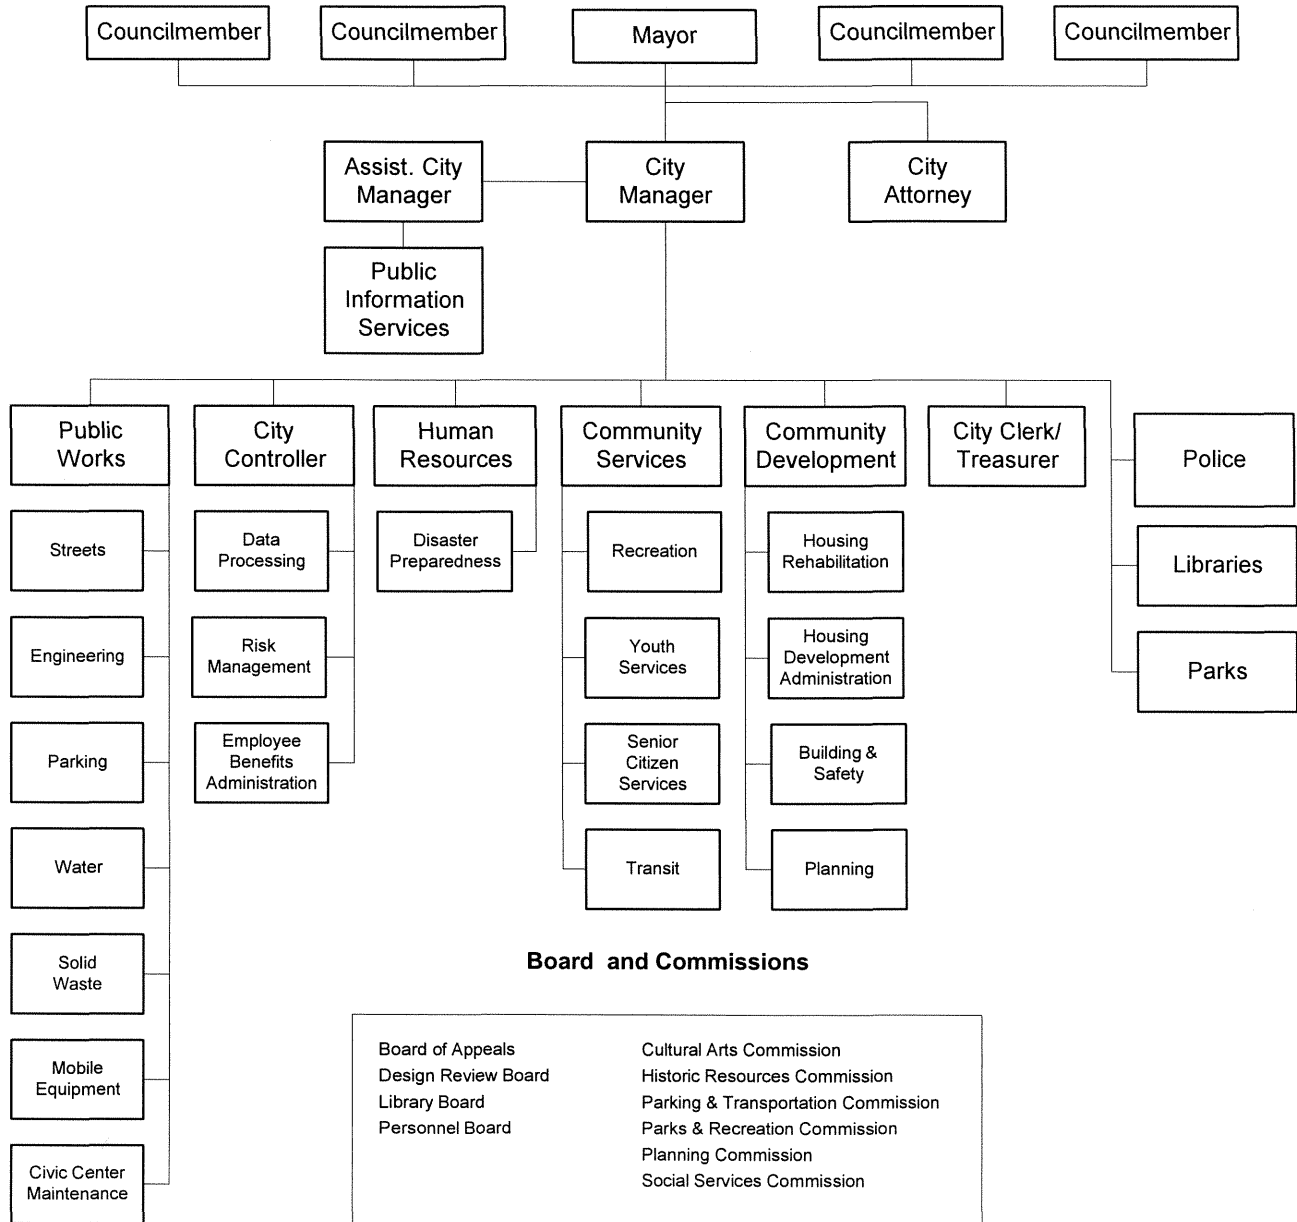 Councilmember
Councilmember
Mayor
Councilmember
Councilmember
Assist. City
Manager
City
Manager
City
Attorney
Public
Information
Services
Public
Works
City
Controller
Human
Resources
Community
Services
Community
Development
City Clerk/
Treasurer
Police
Libraries
Parks
Streets
Engineering
Parking
Water
Solid
Waste
Mobile
Equipment
Civic Center
Maintenance
Data
Processing
Risk
Management
Employee
Benefits
Administration
Disaster
Preparedness
Recreation
Youth
Services
Senior
Citizen
Services
Transit
Housing
Rehabilitation
Housing
Development
Administration
Building &
Safety
Planning
Board and Commissions
Board of Appeals
Design Review Board
Library Board
Personnel Board
Cultural Arts Commission
Historic Resources Commission
Parking & Transportation Commission
Parks & Recreation Commission
Planning Commission
Social Services Commission